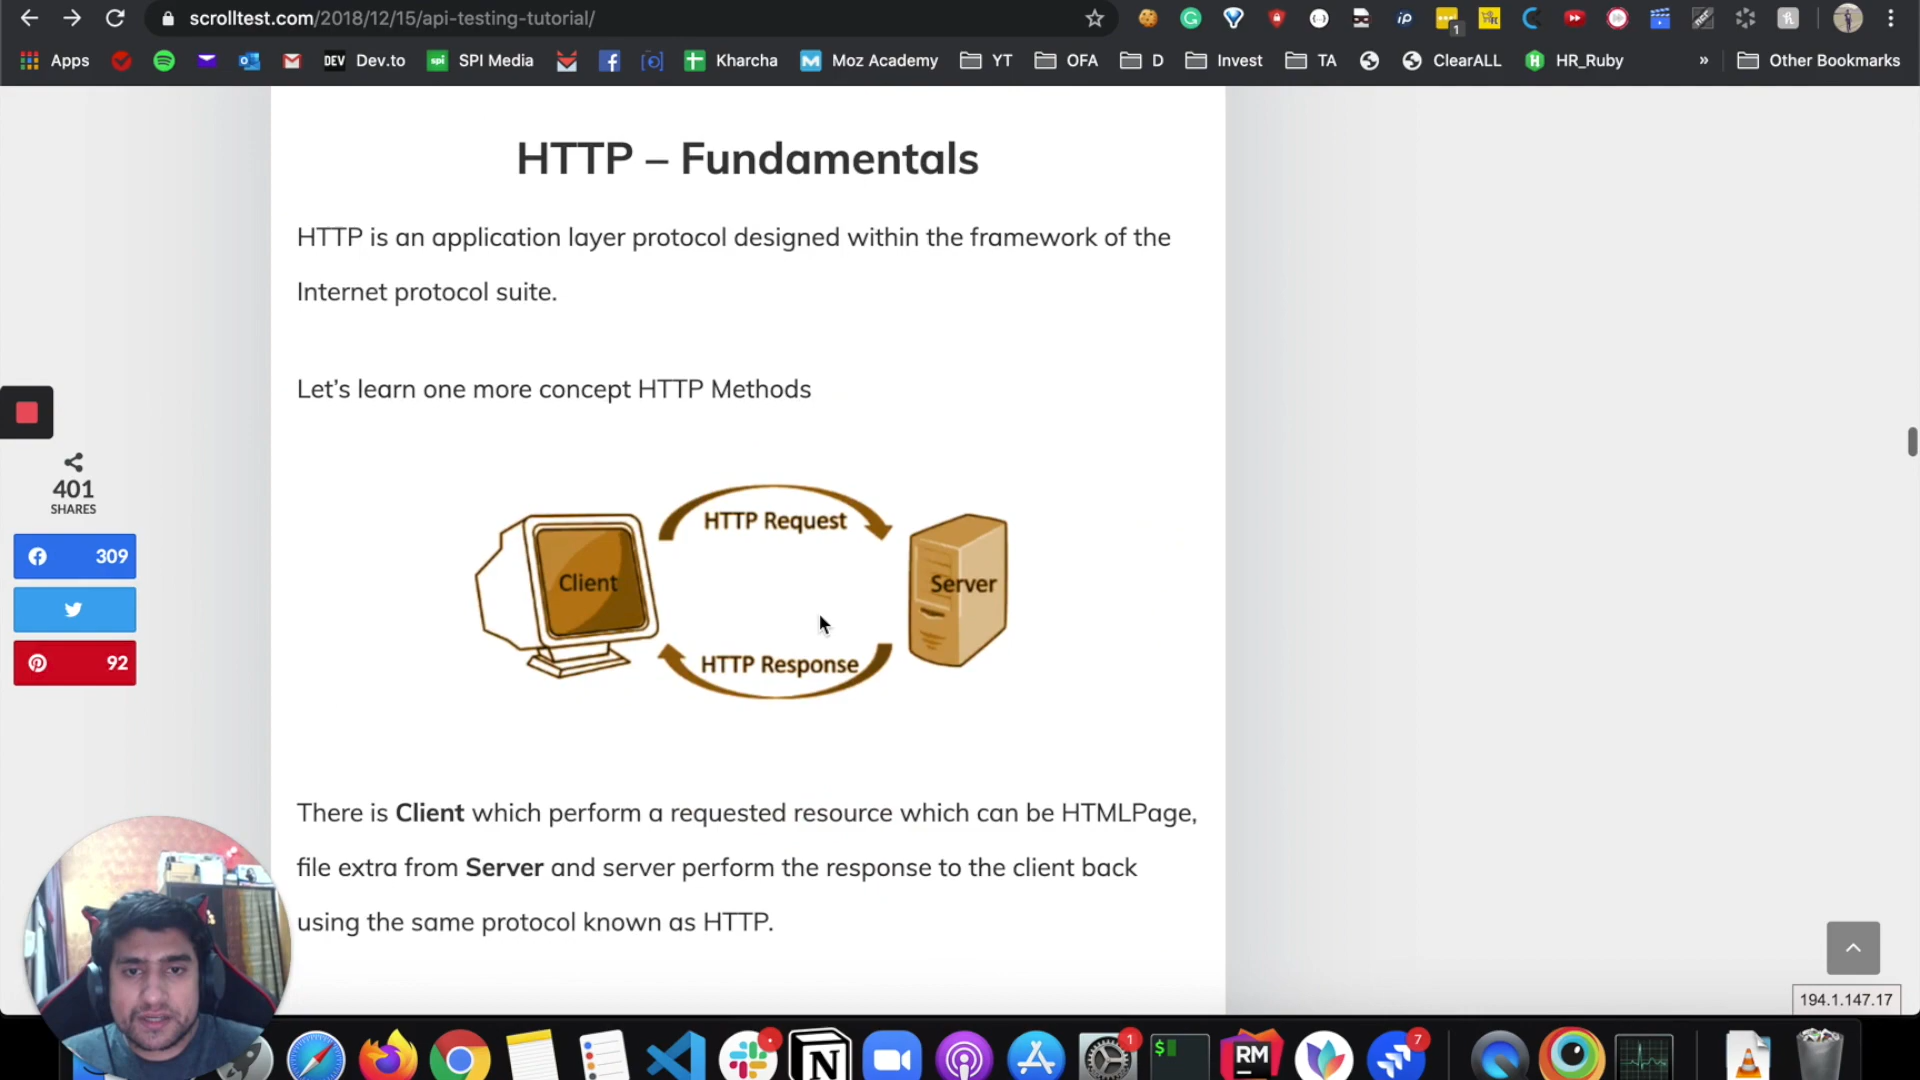 scrolltest.com/2018/12/15/api-testing-tutorial/
Apps
DEV Dev.to
spi SPI Media
Kharcha
M Moz Academy
YT
OFA
D
Invest
TA
ClearALL
H HR_Ruby
»
Other Bookmarks
HTTP – Fundamentals
HTTP is an application layer protocol designed within the framework of the
Internet protocol suite.
Let's learn one more concept HTTP Methods
401
SHARES
309
92
HTTP Request
Client
Server
HTTP Response
There is Client which perform a requested resource which can be HTMLPage,
file extra from Server and server perform the response to the client back
using the same protocol known as HTTP.
194.1.147.17
1
RM
7